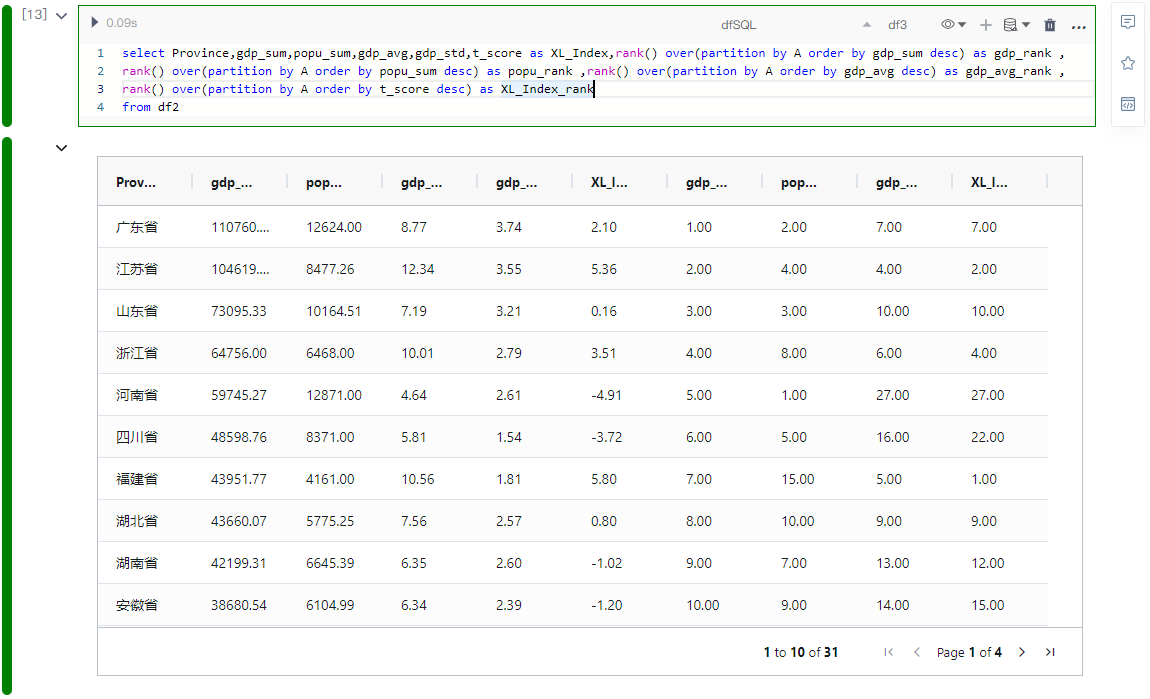 [13]
0.09s dfSQL df3
1 select Province,gdp_sum,popu_sum,gdp_avg,gdp_std,t_score as XL_Index,rank() over(partition by A order by gdp_sum desc) as gdp_rank ,
2 rank() over(partition by A order by popu_sum desc) as popu_rank ,rank() over(partition by A order by gdp_avg desc) as gdp_avg_rank ,
3 rank() over(partition by A order by t_score desc) as XL_Index_rank
4 from df2
Prov... gdp_... pop... gdp_... gdp_... XL_I... gdp_... pop... gdp_... XL_I...
广东省 110760.... 12624.00 8.77 3.74 2.10 1.00 2.00 7.00 7.00
江苏省 104619.... 8477.26 12.34 3.55 5.36 2.00 4.00 4.00 2.00
山东省 73095.33 10164.51 7.19 3.21 0.16 3.00 3.00 10.00 10.00
浙江省 64756.00 6468.00 10.01 2.79 3.51 4.00 8.00 6.00 4.00
河南省 59745.27 12871.00 4.64 2.61 -4.91 5.00 1.00 27.00 27.00
四川省 48598.76 8371.00 5.81 1.54 -3.72 6.00 5.00 16.00 22.00
福建省 43951.77 4161.00 10.56 1.81 5.80 7.00 15.00 5.00 1.00
湖北省 43660.07 5775.25 7.56 2.57 0.80 8.00 10.00 9.00 9.00
湖南省 42199.31 6645.39 6.35 2.60 -1.02 9.00 7.00 13.00 12.00
安徽省 38680.54 6104.99 6.34 2.39 -1.20 10.00 9.00 14.00 15.00
1 to 10 of 31 Page 1 of 4